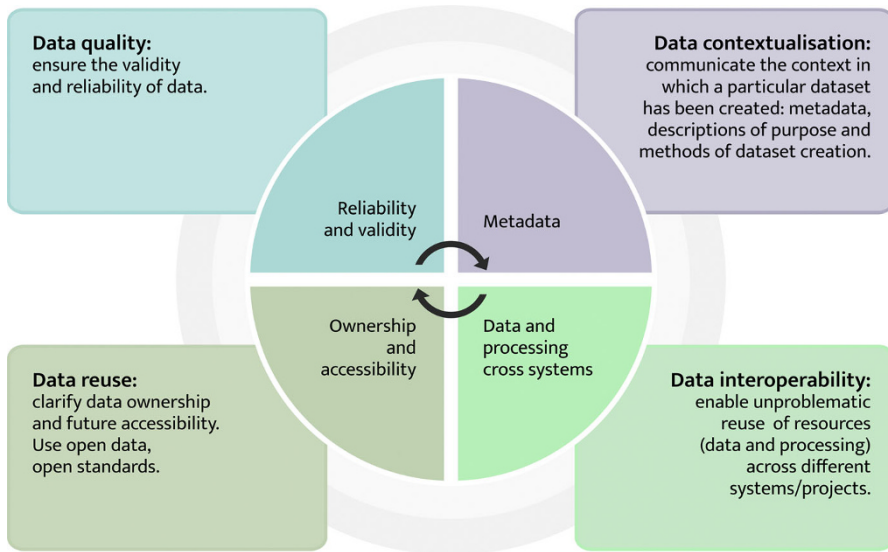 Data quality:
ensure the validity
and reliability of data.
Data contextualisation:
communicate the context in
which a particular dataset
has been created: metadata,
descriptions of purpose and
methods of dataset creation.
Reliability
and validity
Metadata
Ownership
and
accessibility
Data and
processing
cross systems
Data reuse:
clarify data ownership
and future accessibility.
Use open data,
open standards.
Data interoperability:
enable unproblematic
reuse of resources
(data and processing)
across different
systems/projects.